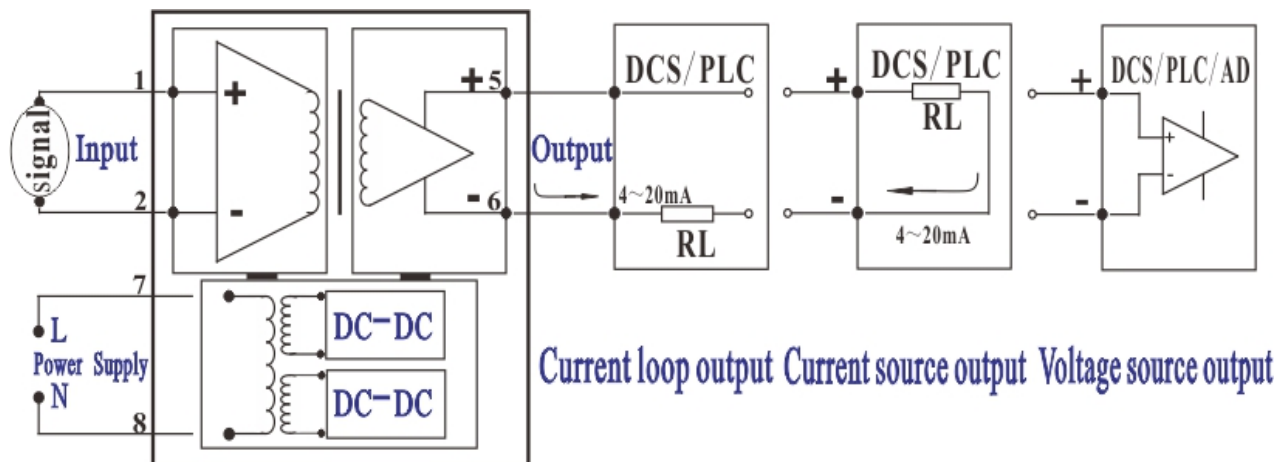 1
+
signal
Input
-
2
+
5
-
6
Output
DCS/PLC
4~20mA
RL
+
DCS/PLC
RL
-
4~20mA
+
DCS/PLC/AD
+
-
-
7
L
Power Supply
N
8
DC-DC
DC-DC
Current loop output
Current source output
Voltage source output